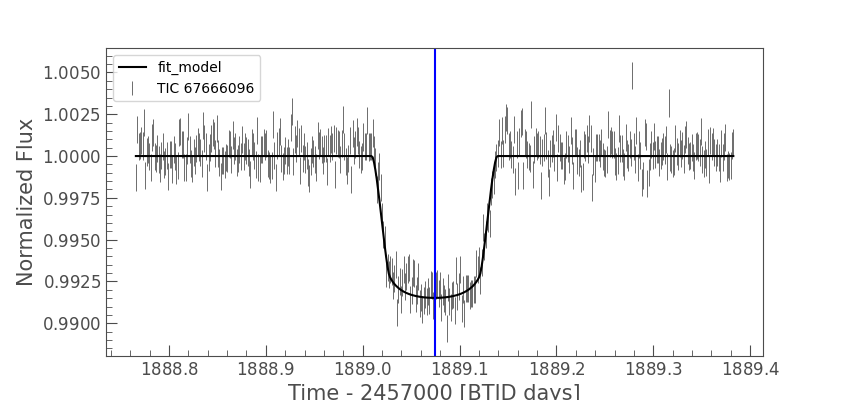 fit_model
TIC 67666096
1.0050
1.0025
1.0000
0.9975
0.9950
0.9925
0.9900
Normalized Flux
1888.8 1888.9 1889.0 1889.1 1889.2 1889.3 1889.4
Time - 2457000 [BTJD days]